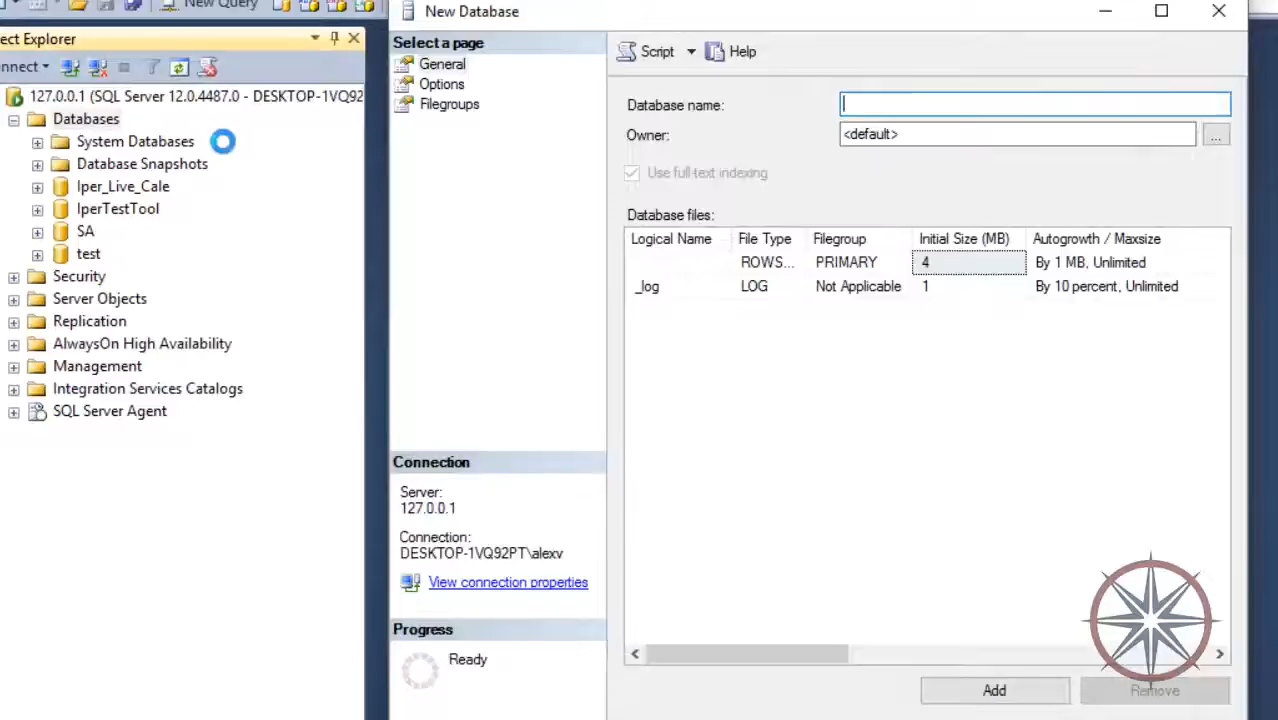 New Query
New Database
ect Explorer
Select a page
nnect
General
Options
Filegroups
Script
Help
127.0.0.1 (SQL Server 12.0.4487.0 - DESKTOP-1VQ92
Databases
System Databases
Database Snapshots
Iper_Live_Cale
IperTestTool
SA
test
Security
Server Objects
Replication
AlwaysOn High Availability
Management
Integration Services Catalogs
SQL Server Agent
Database name:
Owner: <default> ...
Use full-text indexing
Database files:
Logical Name File Type Filegroup Initial Size (MB) Autogrowth / Maxsize
ROWS... PRIMARY 4 By 1 MB, Unlimited
_log LOG Not Applicable 1 By 10 percent, Unlimited
Connection
Server:
127.0.0.1
Connection:
DESKTOP-1VQ92PT\alexv
View connection properties
Progress
Ready
Add
Remove